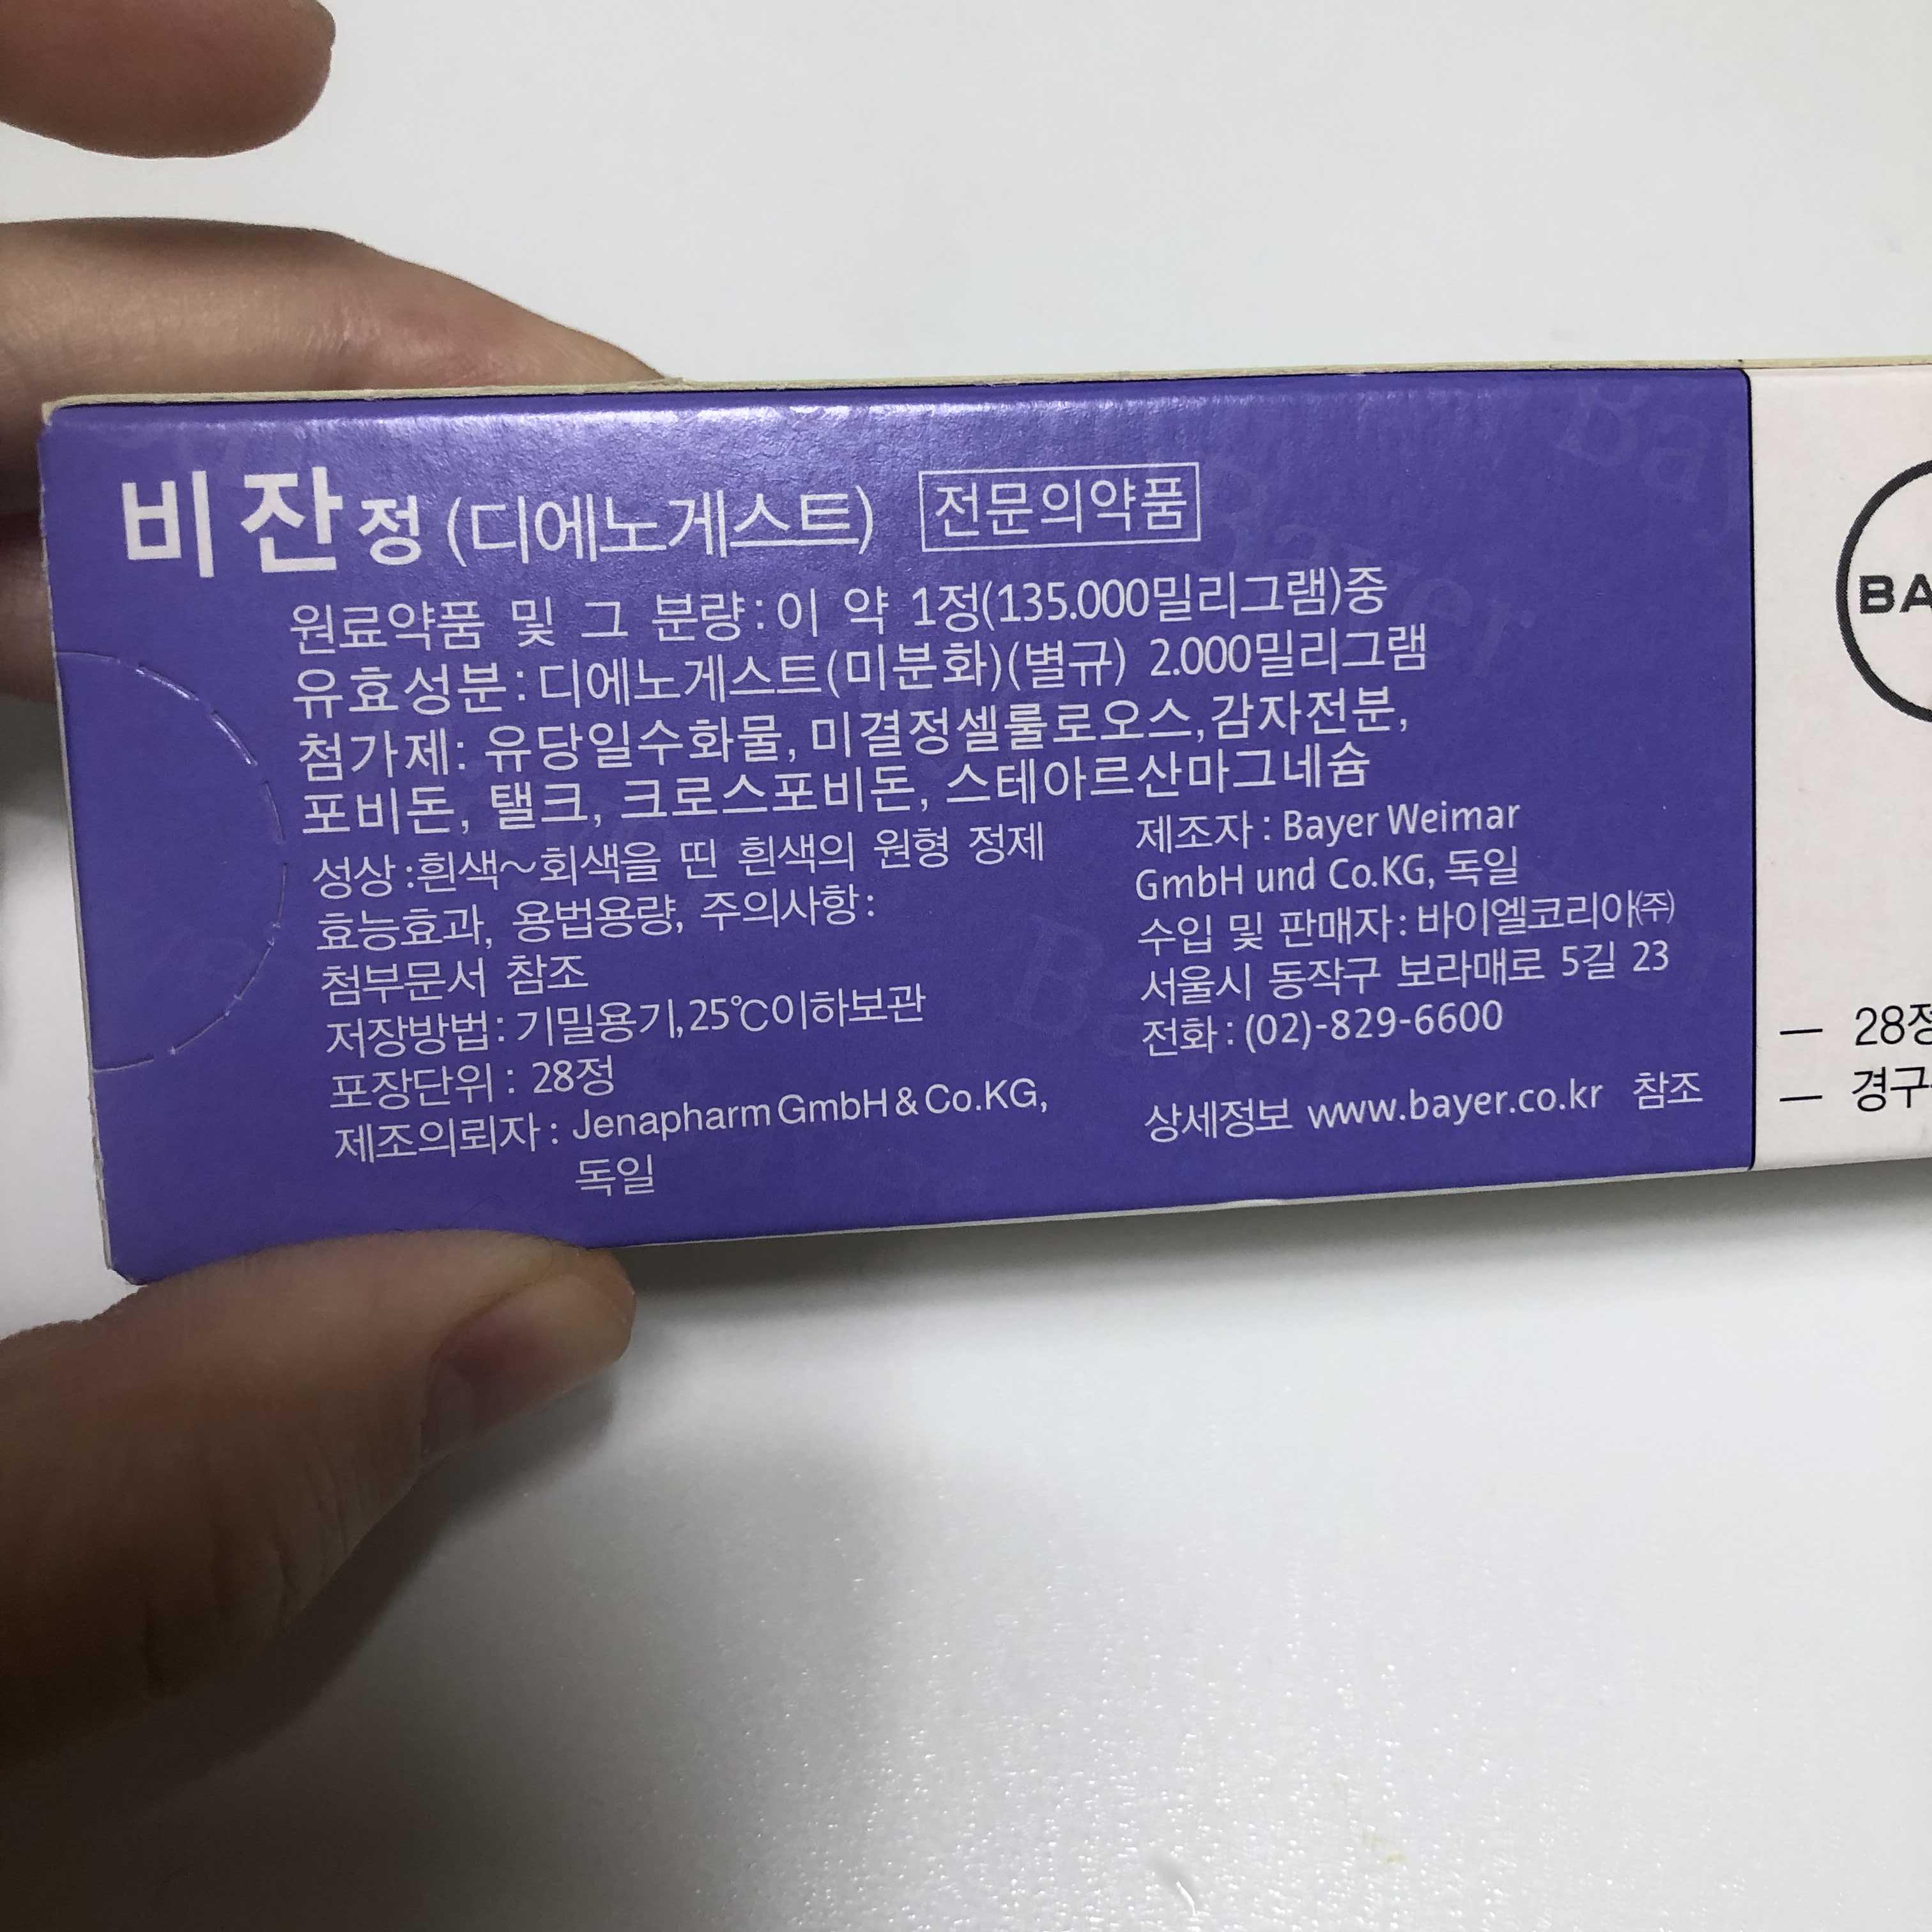 비잔정 (디에노게스트) 전문의약품
원료약품 및 그 분량 : 이 약 1정(135.000밀리그램)중
유효성분 : 디에노게스트(미분화)(별규) 2.000밀리그램
첨가제: 유당일수화물, 미결정셀룰로오스, 감자전분,
포비돈, 탤크, 크로스포비돈, 스테아르산마그네슘
성상 : 흰색~회색을 띤 흰색의 원형 정제
효능효과, 용법용량, 주의사항 :
첨부문서 참조
저장방법 : 기밀용기, 25℃이하보관
포장단위 : 28정
제조의뢰자 : Jenapharm GmbH & Co.KG,
독일
제조자 : Bayer Weimar
GmbH und Co.KG, 독일
수입 및 판매자 : 바이엘코리아㈜
서울시 동작구 보라매로 5길 23
전화 : (02)-829-6600
상세정보 www.bayer.co.kr 참조
BA
— 28정
— 경구
Bayer
Bayer